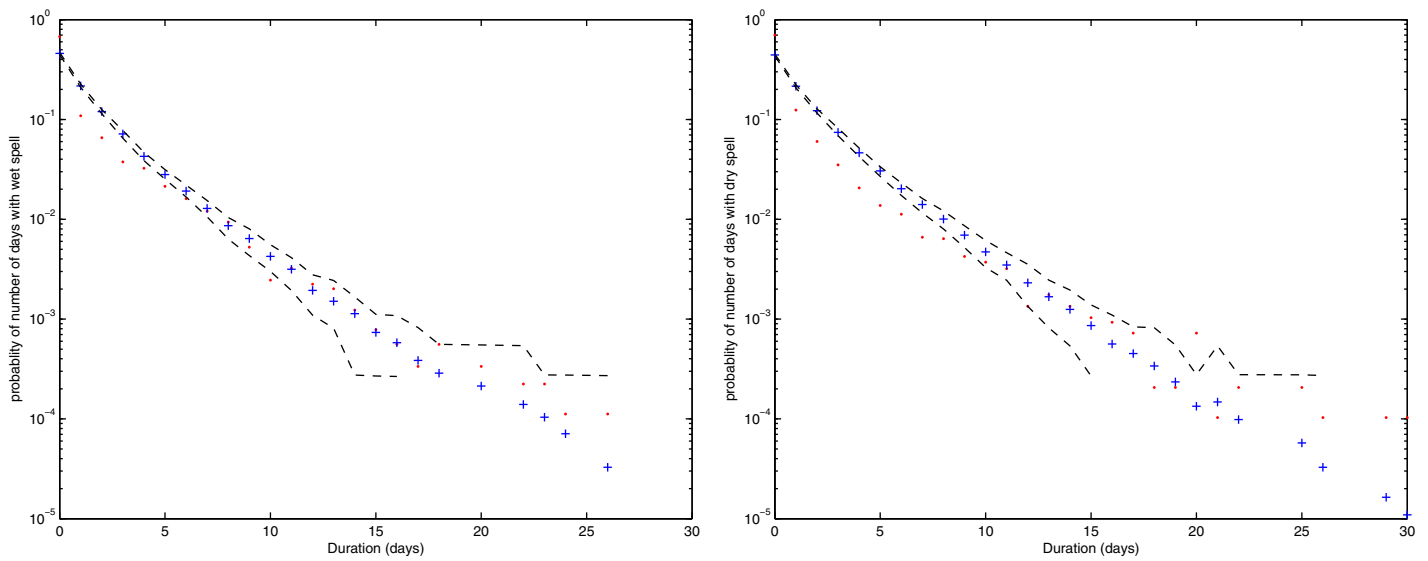 10^0
10^-1
10^-2
10^-3
10^-4
10^-5
probablity of number of days with wet spell
0 5 10 15 20 25 30
Duration (days)
10^0
10^-1
10^-2
10^-3
10^-4
10^-5
probablity of number of days with dry spell
0 5 10 15 20 25 30
Duration (days)